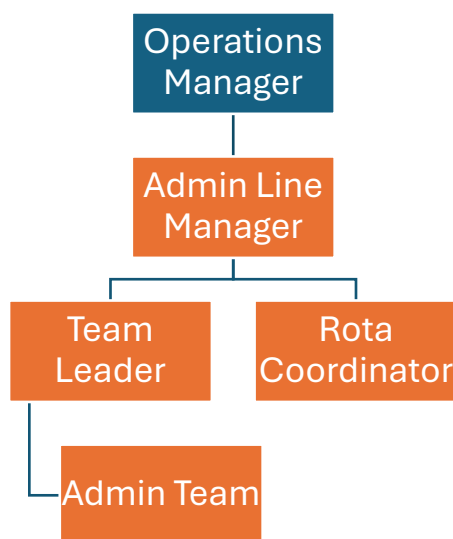 Operations
Manager
Admin Line
Manager
Team
Leader
Rota
Coordinator
Admin Team